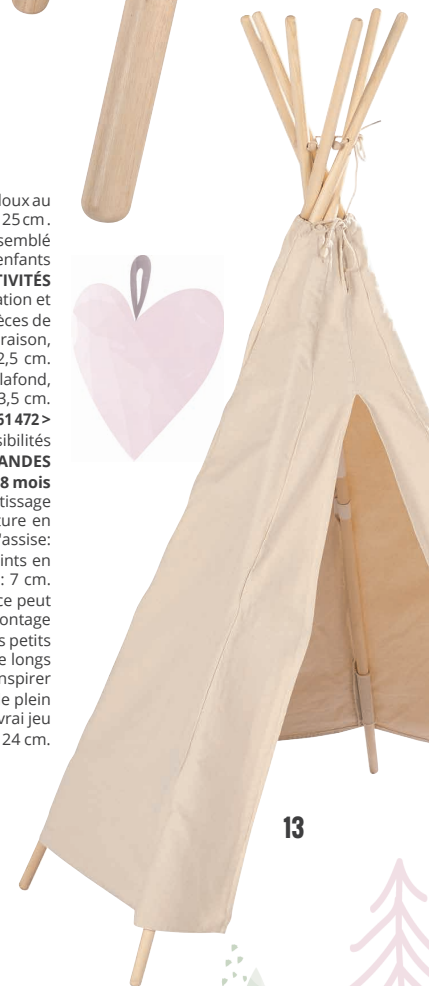 doux au
25 cm.
semblé
enfants
TIVITÉS
ation et
èces de
raison,
2,5 cm.
lafond,
3,5 cm.
61 472 >
sibilités
ANDES
8 mois
tissage
ture en
'assise:
ints en
: 7 cm.
ce peut
ontage
s petits
e longs
nspirer
e plein
vrai jeu
24 cm.
13